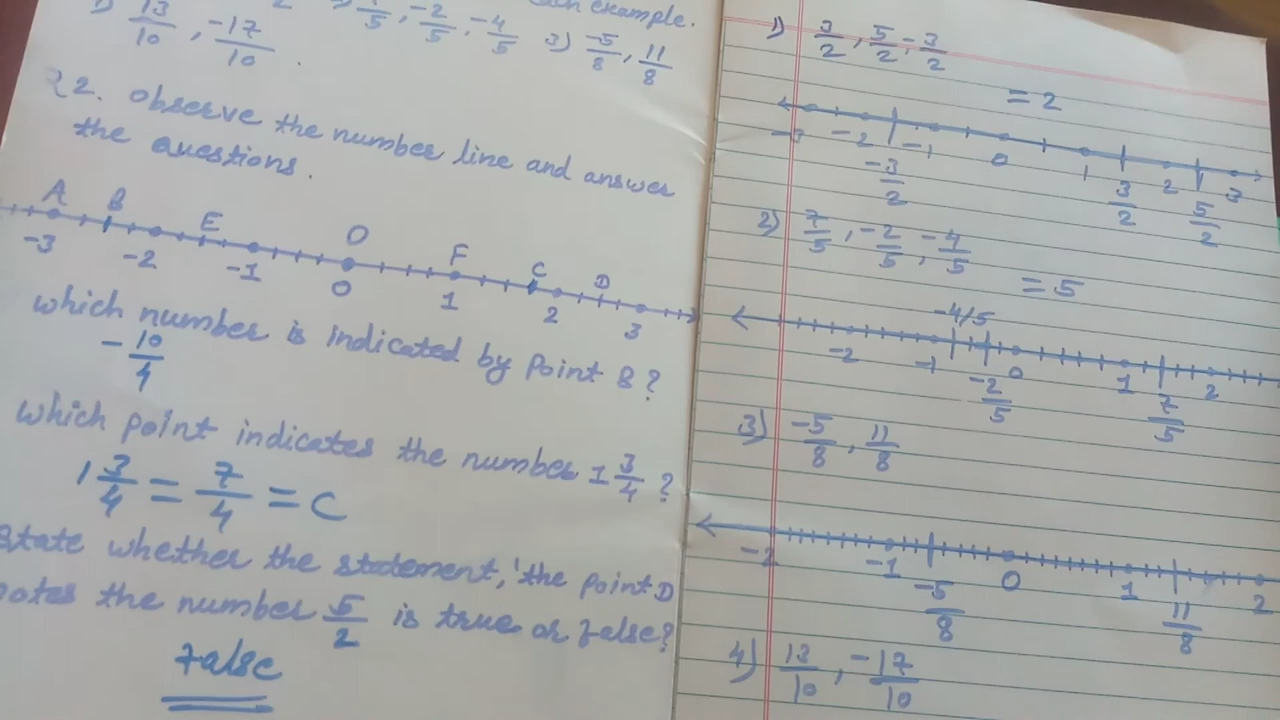 each example.
1) 13/10, -17/10 , -2/5, -4/5 3) -5/8, 11/8
2. Observe the number line and answer
the questions.
A B E O F C D
-3 -2 -1 0 1 2 3
which number is indicated by Point B?
-10/4
which point indicates the number 1 3/4 ?
1 3/4 = 7/4 = C
State whether the statement, 'the point D
the number 5/2 is true or false?
False
1) 3/2, 5/2, -3/2
= 2
-3 -2 -1 0 1 2 3
-3/2 3/2 5/2
2) 7/5, -2/5, -4/5
= 5
-4/5
-2 -1 0 1 2
-2/5 7/5
3) -5/8, 11/8
-2 -1 0 1 2
-5/8 11/8
4) 13/10, -17/10